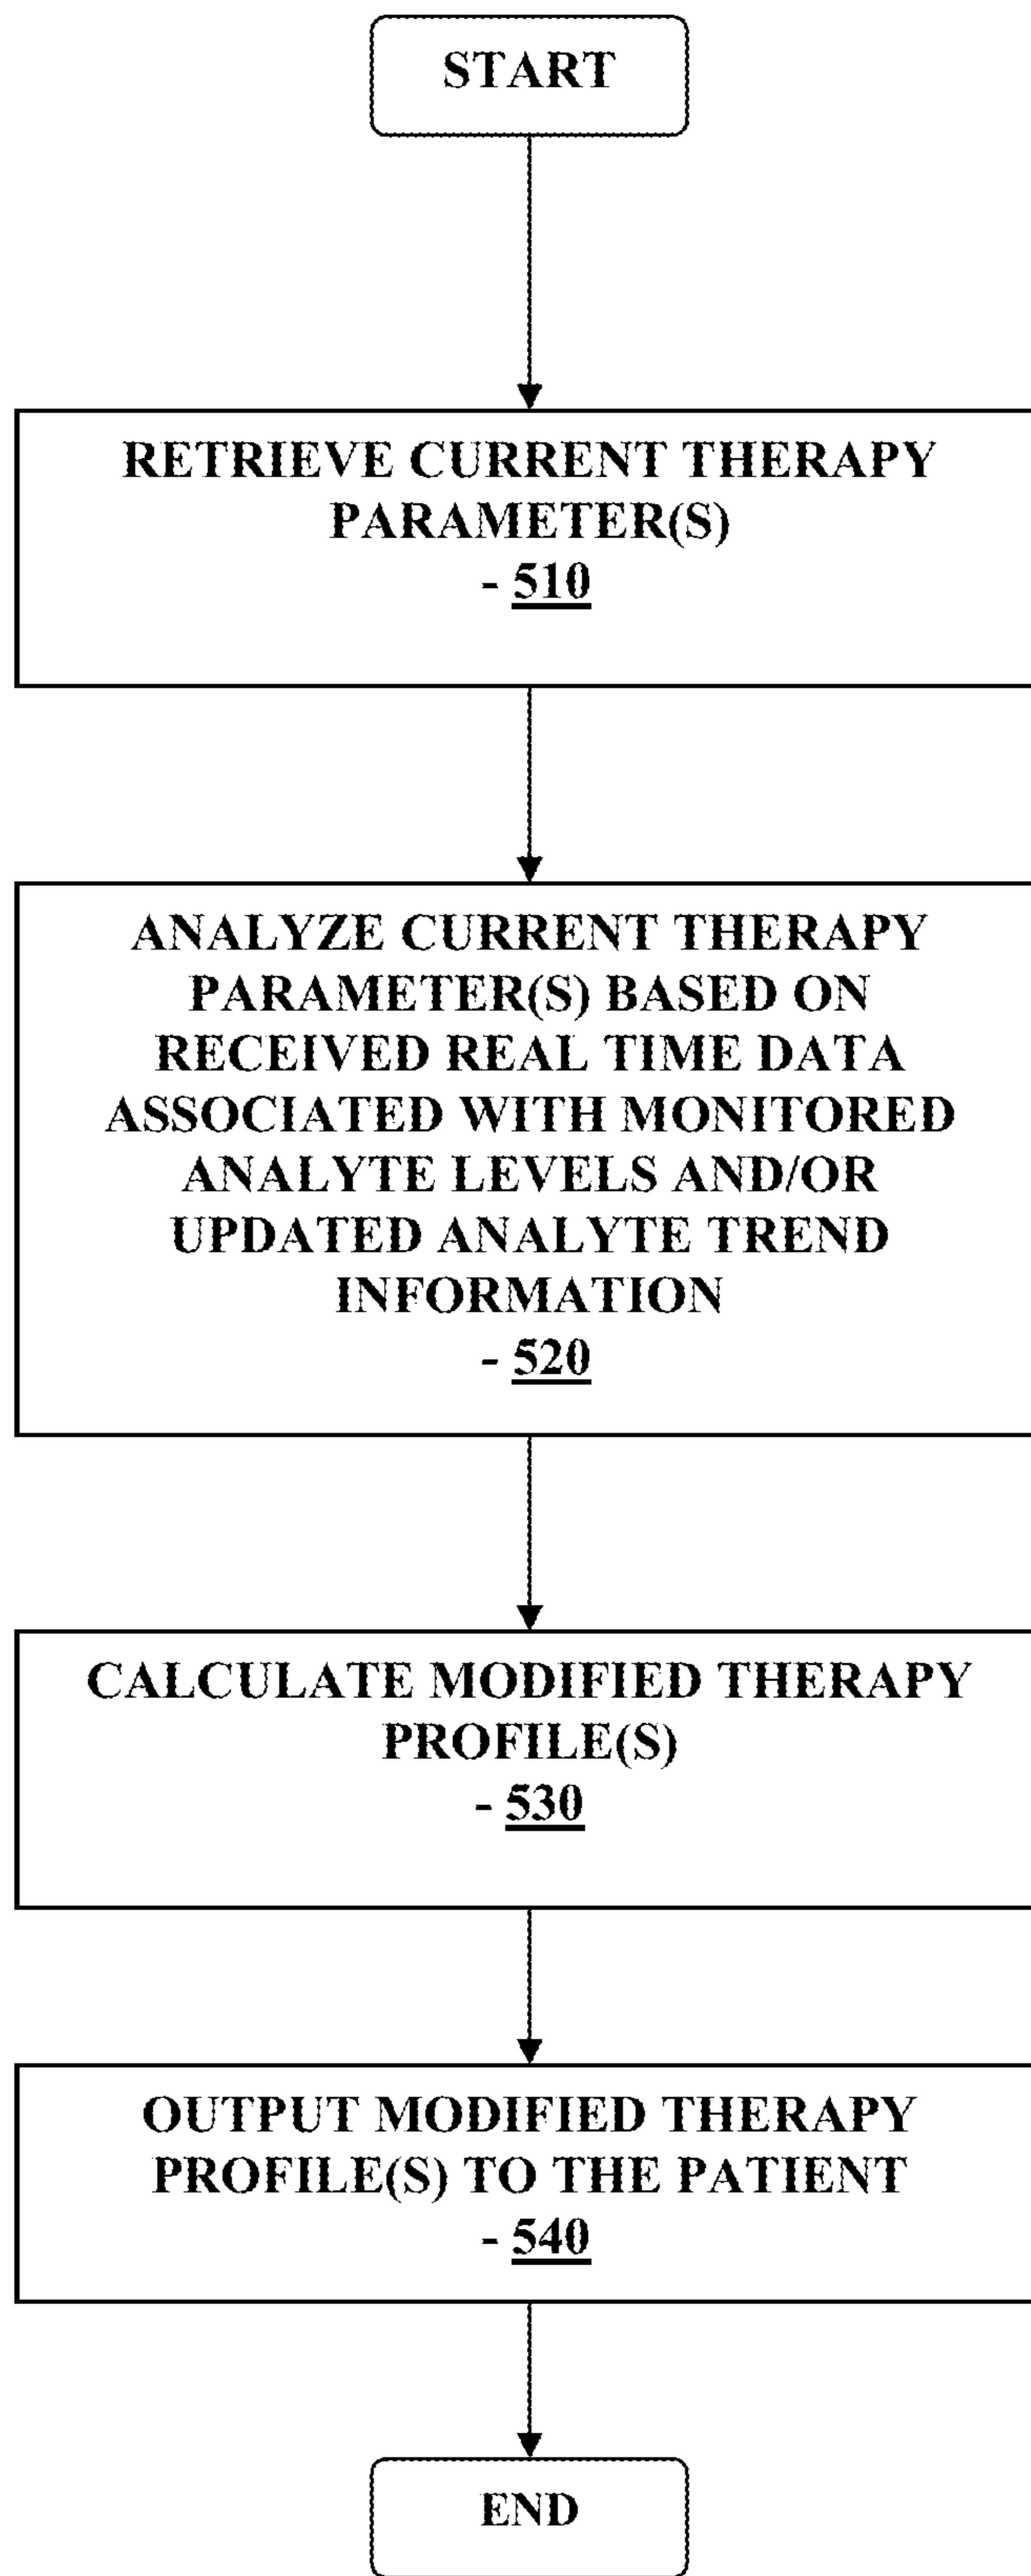 START
RETRIEVE CURRENT THERAPY
PARAMETER(S)
- 510
ANALYZE CURRENT THERAPY
PARAMETER(S) BASED ON
RECEIVED REAL TIME DATA
ASSOCIATED WITH MONITORED
ANALYTE LEVELS AND/OR
UPDATED ANALYTE TREND
INFORMATION
- 520
CALCULATE MODIFIED THERAPY
PROFILE(S)
- 530
OUTPUT MODIFIED THERAPY
PROFILE(S) TO THE PATIENT
- 540
END